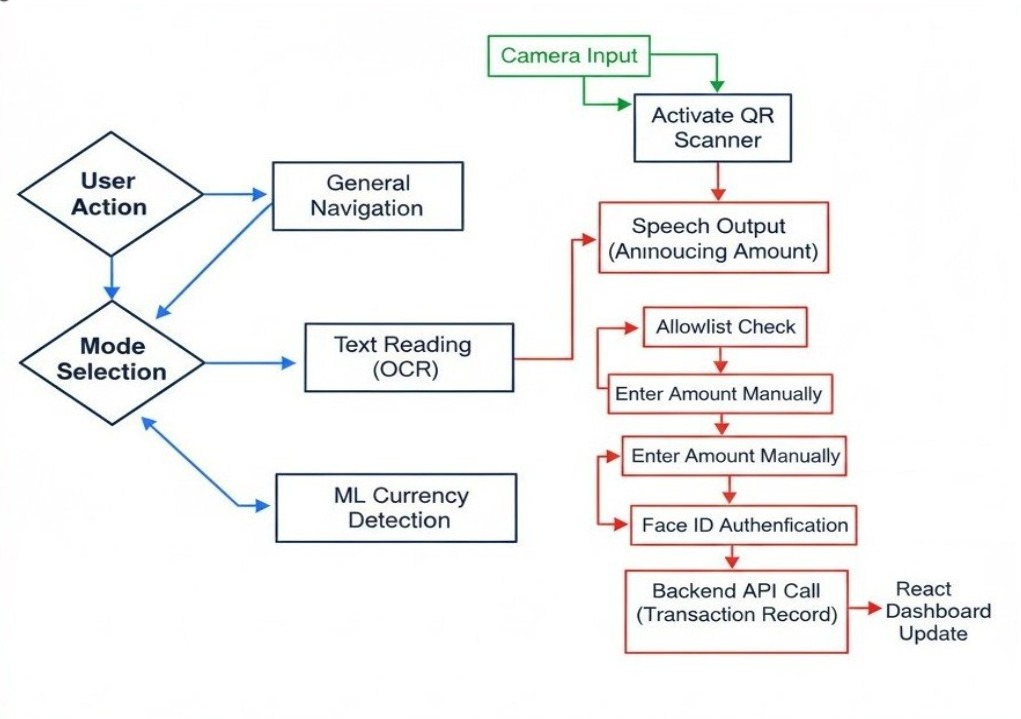 Camera Input
Activate QR
Scanner
User
Action
General
Navigation
Speech Output
(Aninoucing Amount)
Mode
Selection
Text Reading
(OCR)
Allowlist Check
Enter Amount Manually
Enter Amount Manually
ML Currency
Detection
Face ID Authenfication
Backend API Call
(Transaction Record)
React
Dashboard
Update